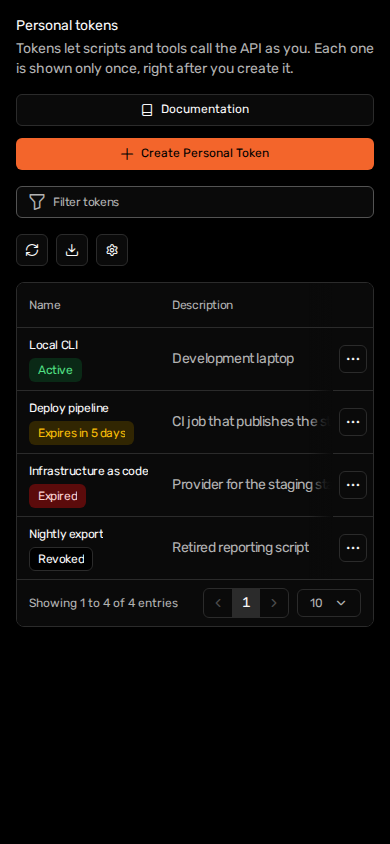 Personal tokens
Tokens let scripts and tools call the API as you. Each one
is shown only once, right after you create it.
Documentation
Create Personal Token
Filter tokens
Name Description
Local CLI
Active
Development laptop
Deploy pipeline
Expires in 5 days
CI job that publishes the
Infrastructure as code
Expired
Provider for the staging
Nightly export
Revoked
Retired reporting script
Showing 1 to 4 of 4 entries
1
10